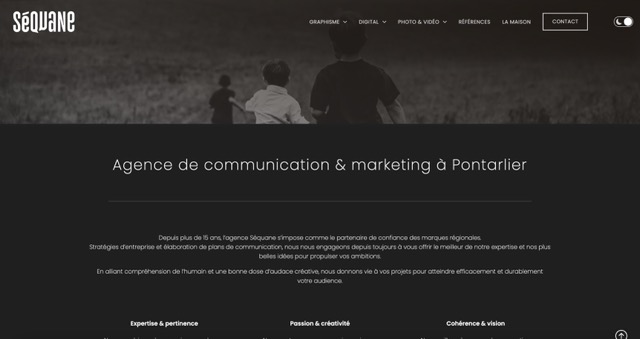 Séquane
GRAPHISME
DIGITAL
PHOTO & VIDÉO
RÉFÉRENCES
LA MAISON
CONTACT
Agence de communication & marketing à Pontarlier
Depuis plus de 15 ans, l'agence Séquane s'impose comme le partenaire de confiance des marques régionales.
Stratégies d'entreprise et élaboration de plans de communication, nous nous engageons depuis toujours à vous offrir le meilleur de notre expertise et nos plus
belles idées pour propulser vos ambitions.
En alliant compréhension de l'humain et une bonne dose d'audace créative, nous donnons vie à vos projets pour atteindre efficacement et durablement
votre audience.
Expertise & pertinence
Passion & créativité
Cohérence & vision